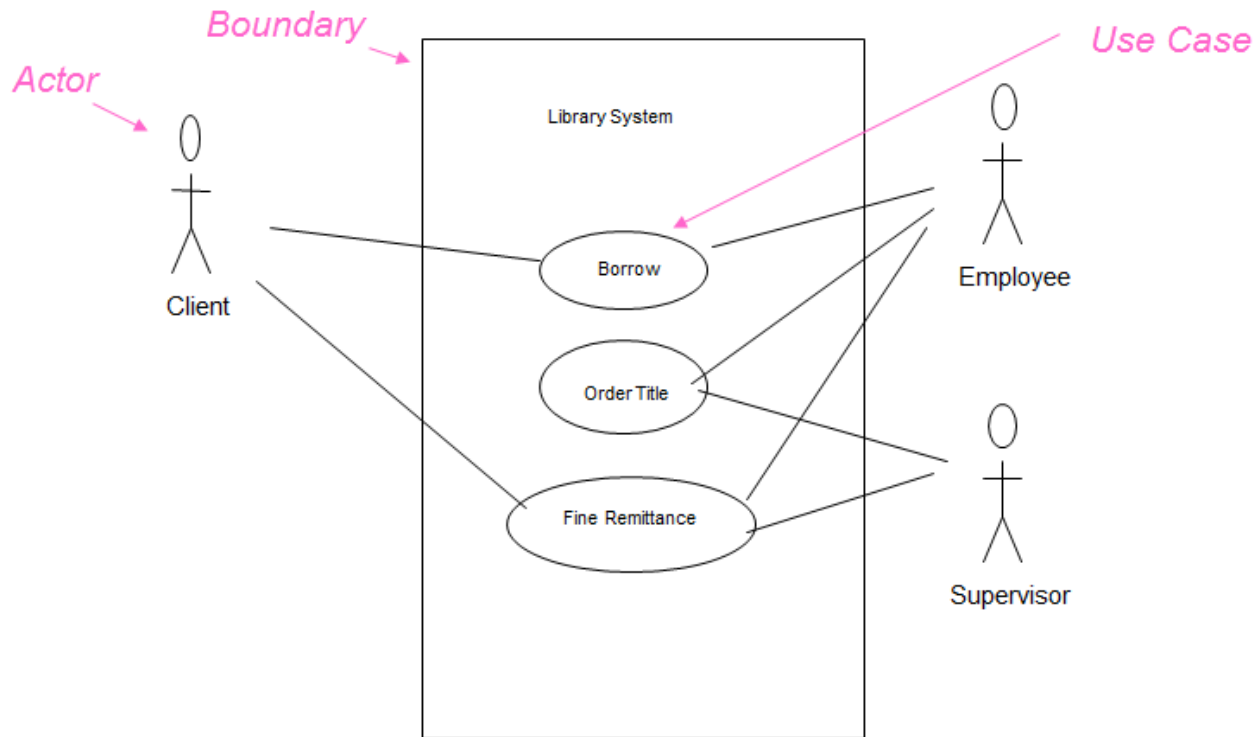 Boundary
Use Case
Actor
Library System
Borrow
Employee
Client
Order Title
Fine Remittance
Supervisor